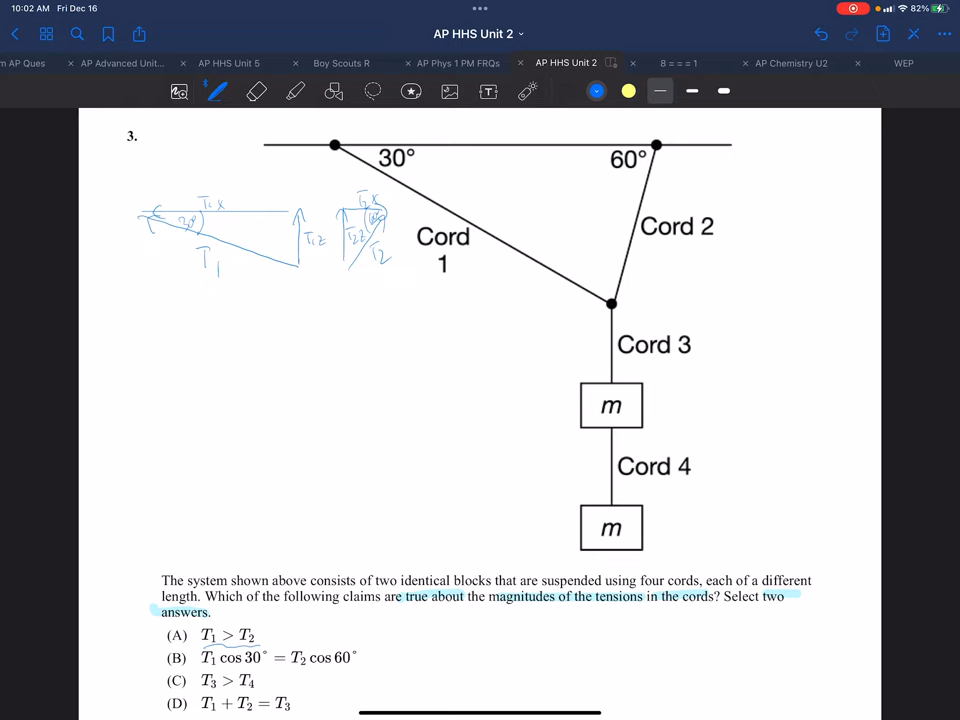 10:02 AM Fri Dec 16
82%
AP HHS Unit 2
m AP Ques
AP Advanced Unit...
AP HHS Unit 5
Boy Scouts R
AP Phys 1 PM FRQs
AP HHS Unit 2
8 = = = 1
AP Chemistry U2
WEP
3.
30°
60°
T₁x
30°
T₁
T₁z
T₂x
60°
T₂z
T₂
Cord
1
Cord 2
Cord 3
m
Cord 4
m
The system shown above consists of two identical blocks that are suspended using four cords, each of a different
length. Which of the following claims are true about the magnitudes of the tensions in the cords? Select two
answers.
(A) T₁ > T₂
(B) T₁ cos 30° = T₂ cos 60°
(C) T₃ > T₄
(D) T₁ + T₂ = T₃